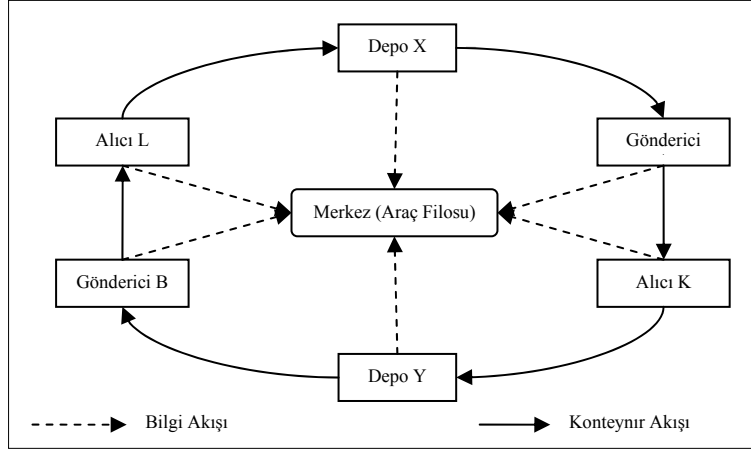 Depo X
Alıcı L
Gönderici
Merkez (Araç Filosu)
Gönderici B
Alıcı K
Depo Y
Bilgi Akışı
Konteynır Akışı